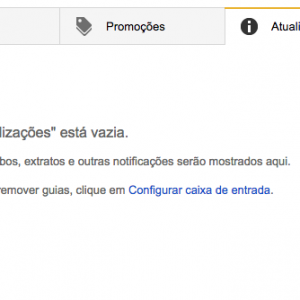 Promoções
Atuali
lizações" está vazia.
bos, extratos e outras notificações serão mostrados aqui.
remover guias, clique em Configurar caixa de entrada.